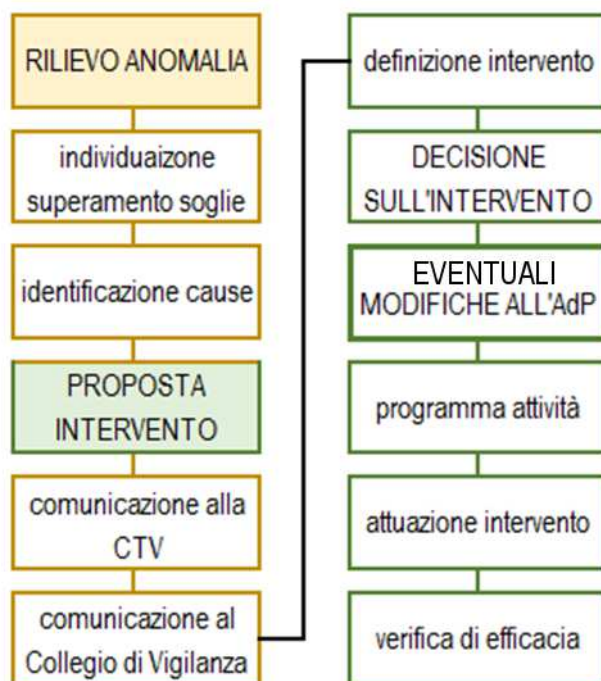 RILIEVO ANOMALIA
individuaizone
superamento soglie
identificazione cause
PROPOSTA
INTERVENTO
comunicazione alla
CTV
comunicazione al
Collegio di Vigilanza
definizione intervento
DECISIONE
SULL'INTERVENTO
EVENTUALI
MODIFICHE ALL'AdP
programma attività
attuazione intervento
verifica di efficacia